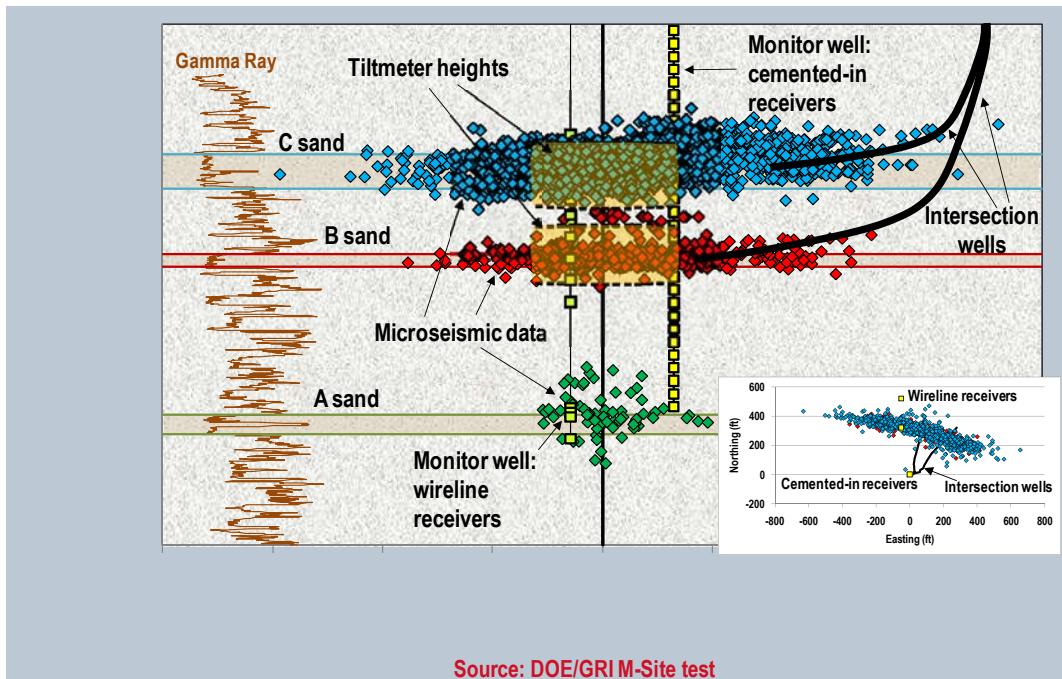 Gamma Ray
Tiltmeter heights
Monitor well:
cemented-in
receivers
C sand
B sand
Intersection
wells
Microseismic data
A sand
Monitor well:
wireline
receivers
600
400
200
0
-200
Northing (ft)
Wireline receivers
Cemented-in receivers
Intersection wells
-800 -600 -400 -200 0 200 400 600 800
Easting (ft)
Source: DOE/GRI M-Site test